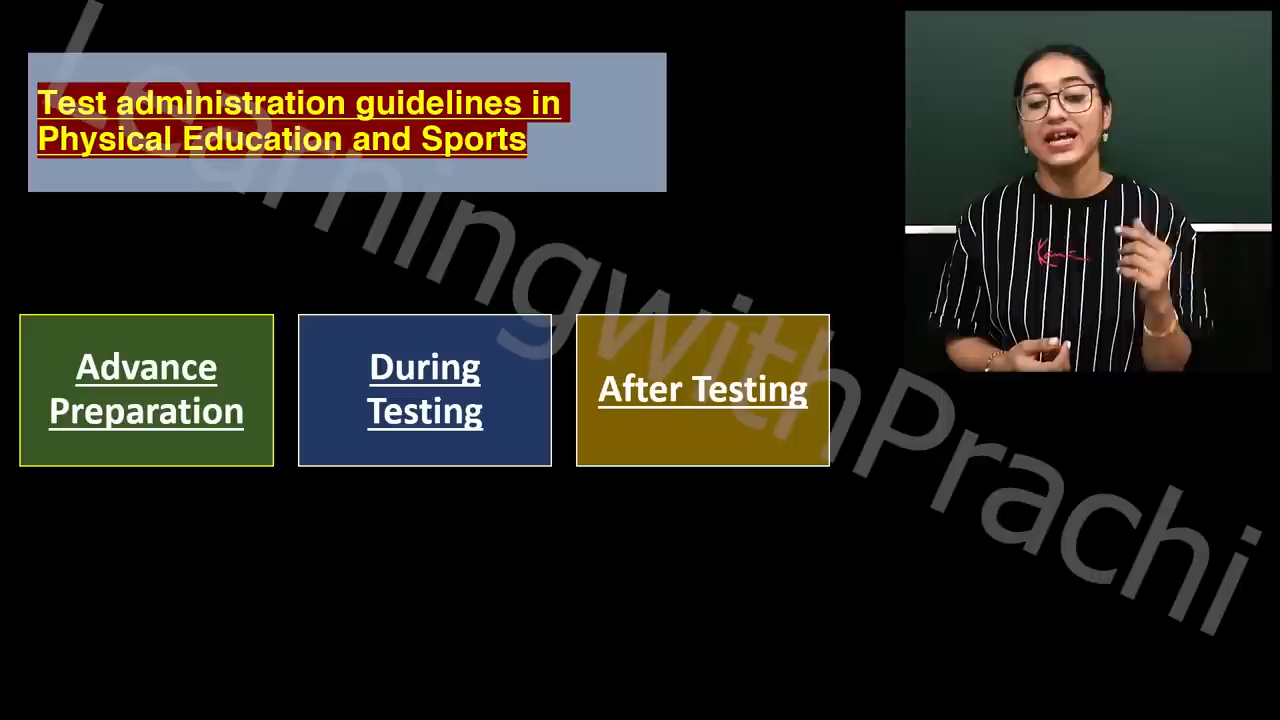 Test administration guidelines in
Physical Education and Sports
Advance
Preparation
During
Testing
After Testing
LearningwithPrachi